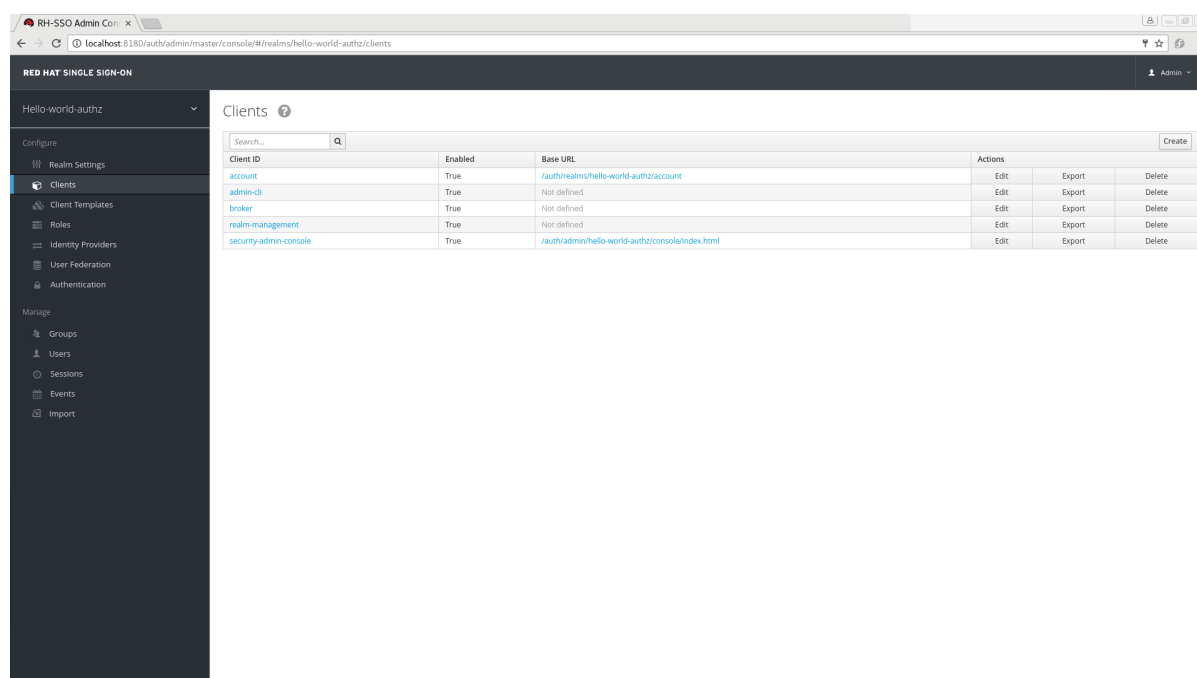 RH-SSO Admin Con
localhost:8180/auth/admin/master/console/#/realms/hello-world-authz/clients
RED HAT SINGLE SIGN-ON
Admin
Hello-world-authz
Clients
Configure
Search...
Create
Client ID Enabled Base URL Actions
account True /auth/realms/hello-world-authz/account Edit Export Delete
admin-cli True Not defined Edit Export Delete
broker True Not defined Edit Export Delete
realm-management True Not defined Edit Export Delete
security-admin-console True /auth/admin/hello-world-authz/console/index.html Edit Export Delete
Realm Settings
Clients
Client Templates
Roles
Identity Providers
User Federation
Authentication
Manage
Groups
Users
Sessions
Events
Import